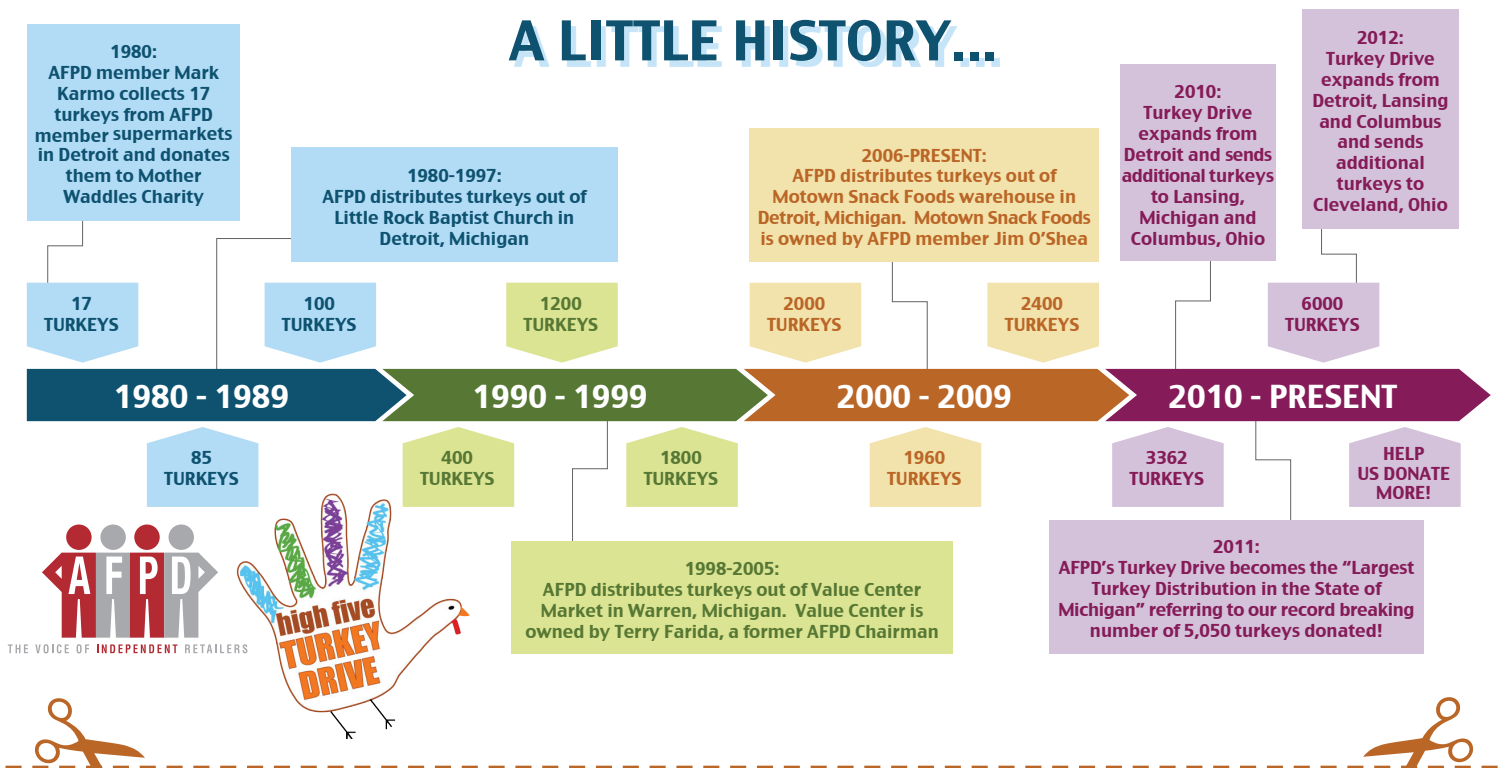 A LITTLE HISTORY...
1980:
AFPD member Mark
Karmo collects 17
turkeys from AFPD
member supermarkets
in Detroit and donates
them to Mother
Waddles Charity
1980-1997:
AFPD distributes turkeys out of
Little Rock Baptist Church in
Detroit, Michigan
2006-PRESENT:
AFPD distributes turkeys out of
Motown Snack Foods warehouse in
Detroit, Michigan.  Motown Snack Foods
is owned by AFPD member Jim O'Shea
2010:
Turkey Drive
expands from
Detroit and sends
additional turkeys
to Lansing,
Michigan and
Columbus, Ohio
2012:
Turkey Drive
expands from
Detroit, Lansing
and Columbus
and sends
additional
turkeys to
Cleveland, Ohio
17
TURKEYS
100
TURKEYS
1200
TURKEYS
2000
TURKEYS
2400
TURKEYS
6000
TURKEYS
1980 - 1989
1990 - 1999
2000 - 2009
2010 - PRESENT
85
TURKEYS
400
TURKEYS
1800
TURKEYS
1960
TURKEYS
3362
TURKEYS
HELP
US DONATE
MORE!
AFPD
THE VOICE OF INDEPENDENT RETAILERS
high five
TURKEY
DRIVE
1998-2005:
AFPD distributes turkeys out of Value Center
Market in Warren, Michigan.  Value Center is
owned by Terry Farida, a former AFPD Chairman
2011:
AFPD's Turkey Drive becomes the "Largest
Turkey Distribution in the State of
Michigan" referring to our record breaking
number of 5,050 turkeys donated!